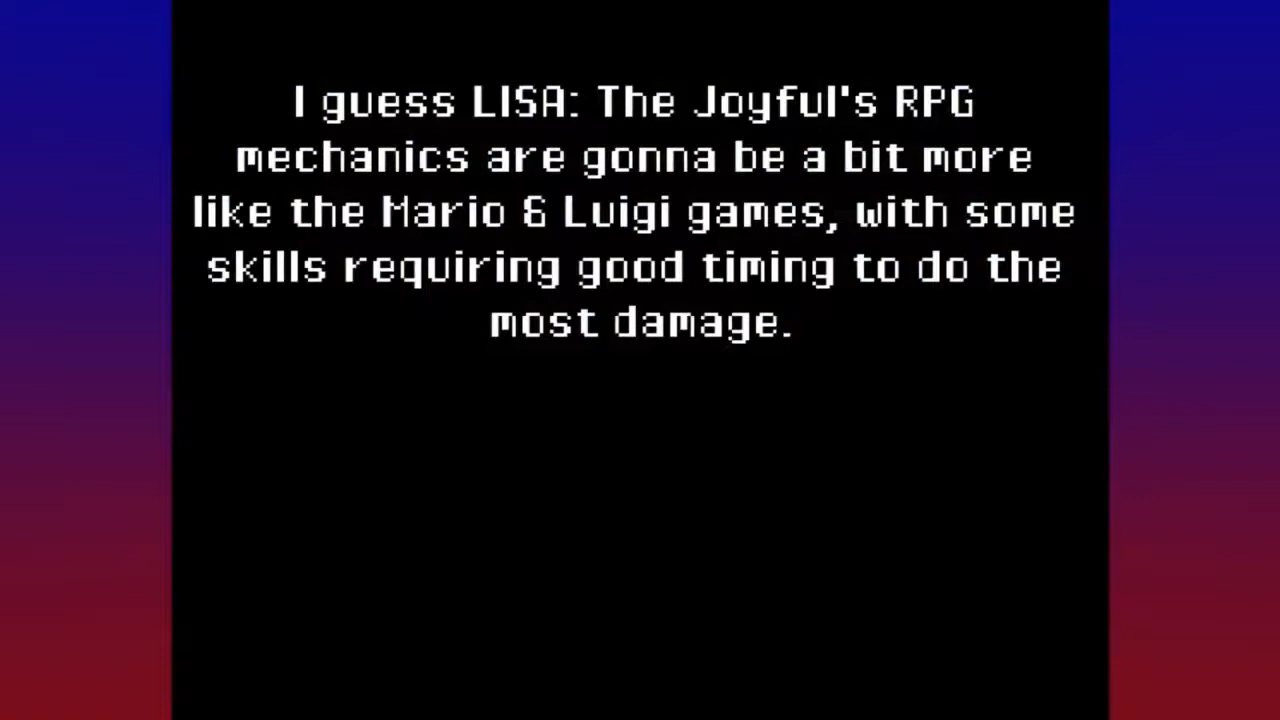 I guess LISA: The Joyful's RPG
mechanics are gonna be a bit more
like the Mario & Luigi games, with some
skills requiring good timing to do the
most damage.